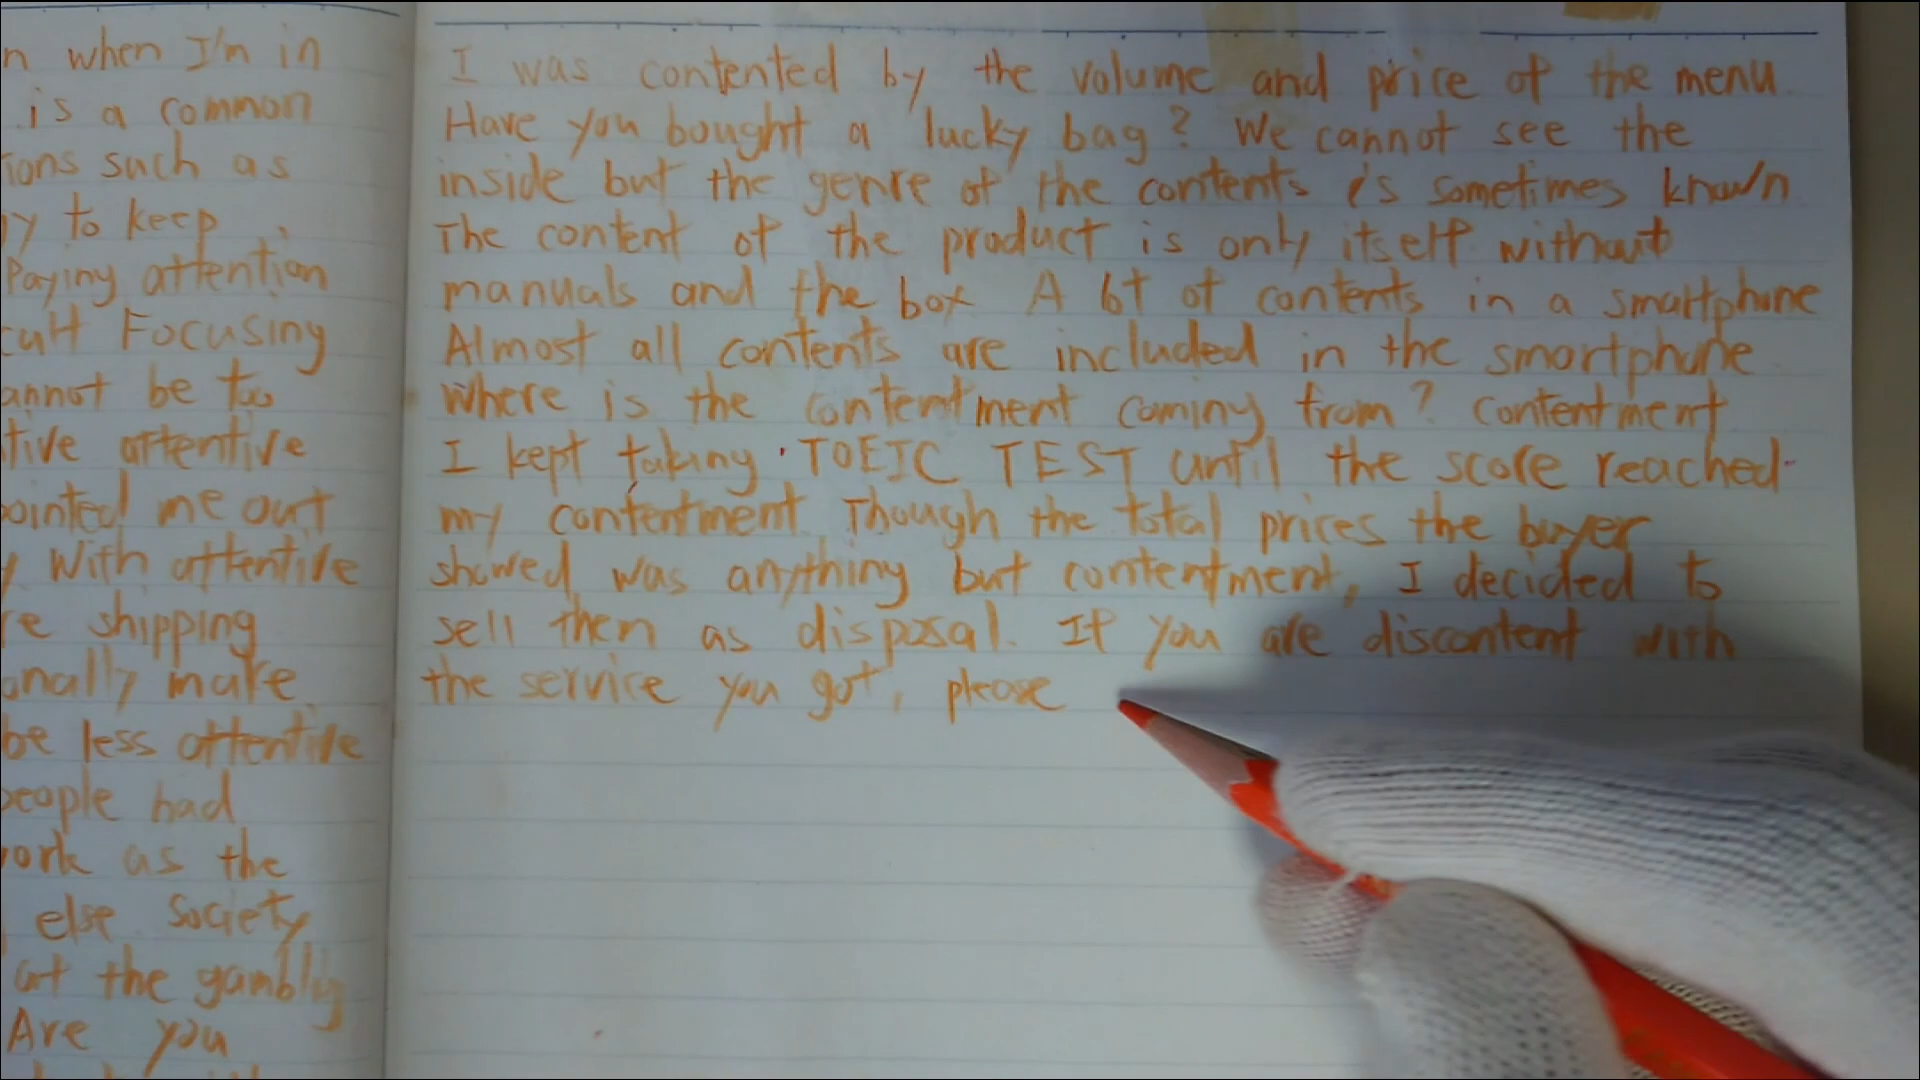 n when I'm in
is a common
ions such as
y to keep
Paying attention
cult Focusing
annot be too
tive attentive
ointed me out
y With attentive
re shipping
onally make
be less attentive
people had
ork as the
else society
at the gambling
Are you
I was contented by the volume and price of the menu
Have you bought a lucky bag? We cannot see the
inside but the genre of the contents is sometimes known
The content of the product is only itself without
manuals and the box A lot of contents in a smartphone
Almost all contents are included in the smartphone
Where is the contentment coming from? Contentment
I kept taking TOEIC TEST until the score reached
my contentment Though the total prices the buyer
showed was anything but contentment, I decided to
sell them as disposal. If you are discontent with
the service you got, please